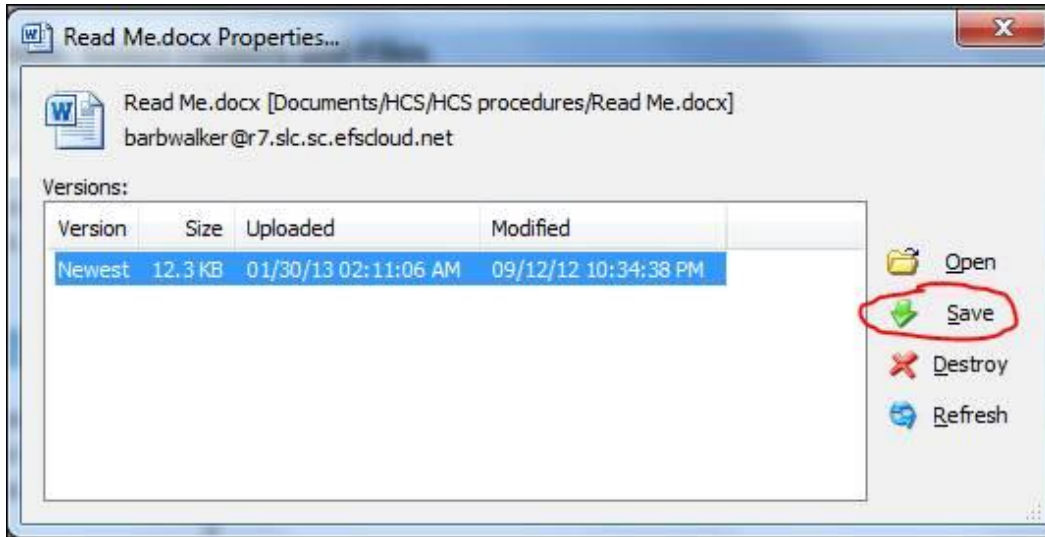 Read Me.docx Properties...
Read Me.docx [Documents/HCS/HCS procedures/Read Me.docx]
barbwalker@r7.slc.sc.efscloud.net
Versions:
Version Size Uploaded Modified
Newest 12.3 KB 01/30/13 02:11:06 AM 09/12/12 10:34:38 PM
Open
Save
Destroy
Refresh